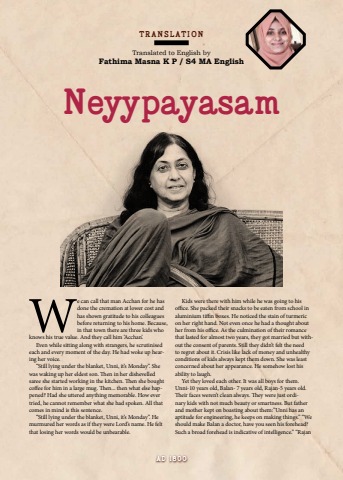 TRANSLATION
Translated to English by
Fathima Masna K P / S4 MA English
Neyypayasam
We can call that man Acchan for he has
done the cremation at lower cost and
has shown gratitude to his colleagues
before returning to his home. Because,
in that town there are three kids who
knows his true value. And they call him 'Accha'.
Even while sitting along with strangers, he scrutinised
each and every moment of the day. He had woke up hear-
ing her voice.
"Still lying under the blanket, Unni, it's Monday". She
was waking up her eldest son. Then in her dishevelled
saree she started working in the kitchen. Then she bought
coffee for him in a large mug. Then... then what she hap-
pened? Had she uttered anything memorable. How ever
tried, he cannot remember what she had spoken. All that
comes in mind is this sentence.
"Still lying under the blanket, Unni, it's Monday". He
murmured her words as if they were Lord's name. He felt
that losing her words would be unbearable.
Kids were there with him while he was going to his
office. She packed their snacks to be eaten from school in
aluminium tiffin boxes. He noticed the stain of turmeric
on her right hand. Not even once he had a thought about
her from his office. As the culmination of their romance
that lasted for almost two years, they got married but with-
out the consent of parents. Still they didn't felt the need
to regret about it. Crisis like lack of money and unhealthy
conditions of kids always kept them down. She was least
concerned about her appearance. He somehow lost his
ability to laugh.
Yet they loved each other. It was all boys for them.
Unni-10 years old, Balan- 7 years old, Rajan-5 years old.
Their faces weren't clean always. They were just ordi-
nary kids with not much beauty or smartness. But father
and mother kept on boasting about them:"Unni has an
aptitude for engineering, he keeps on making things." "We
should make Balan a doctor, have you seen his forehead?
Such a broad forehead is indicative of intelligence." "Rajan